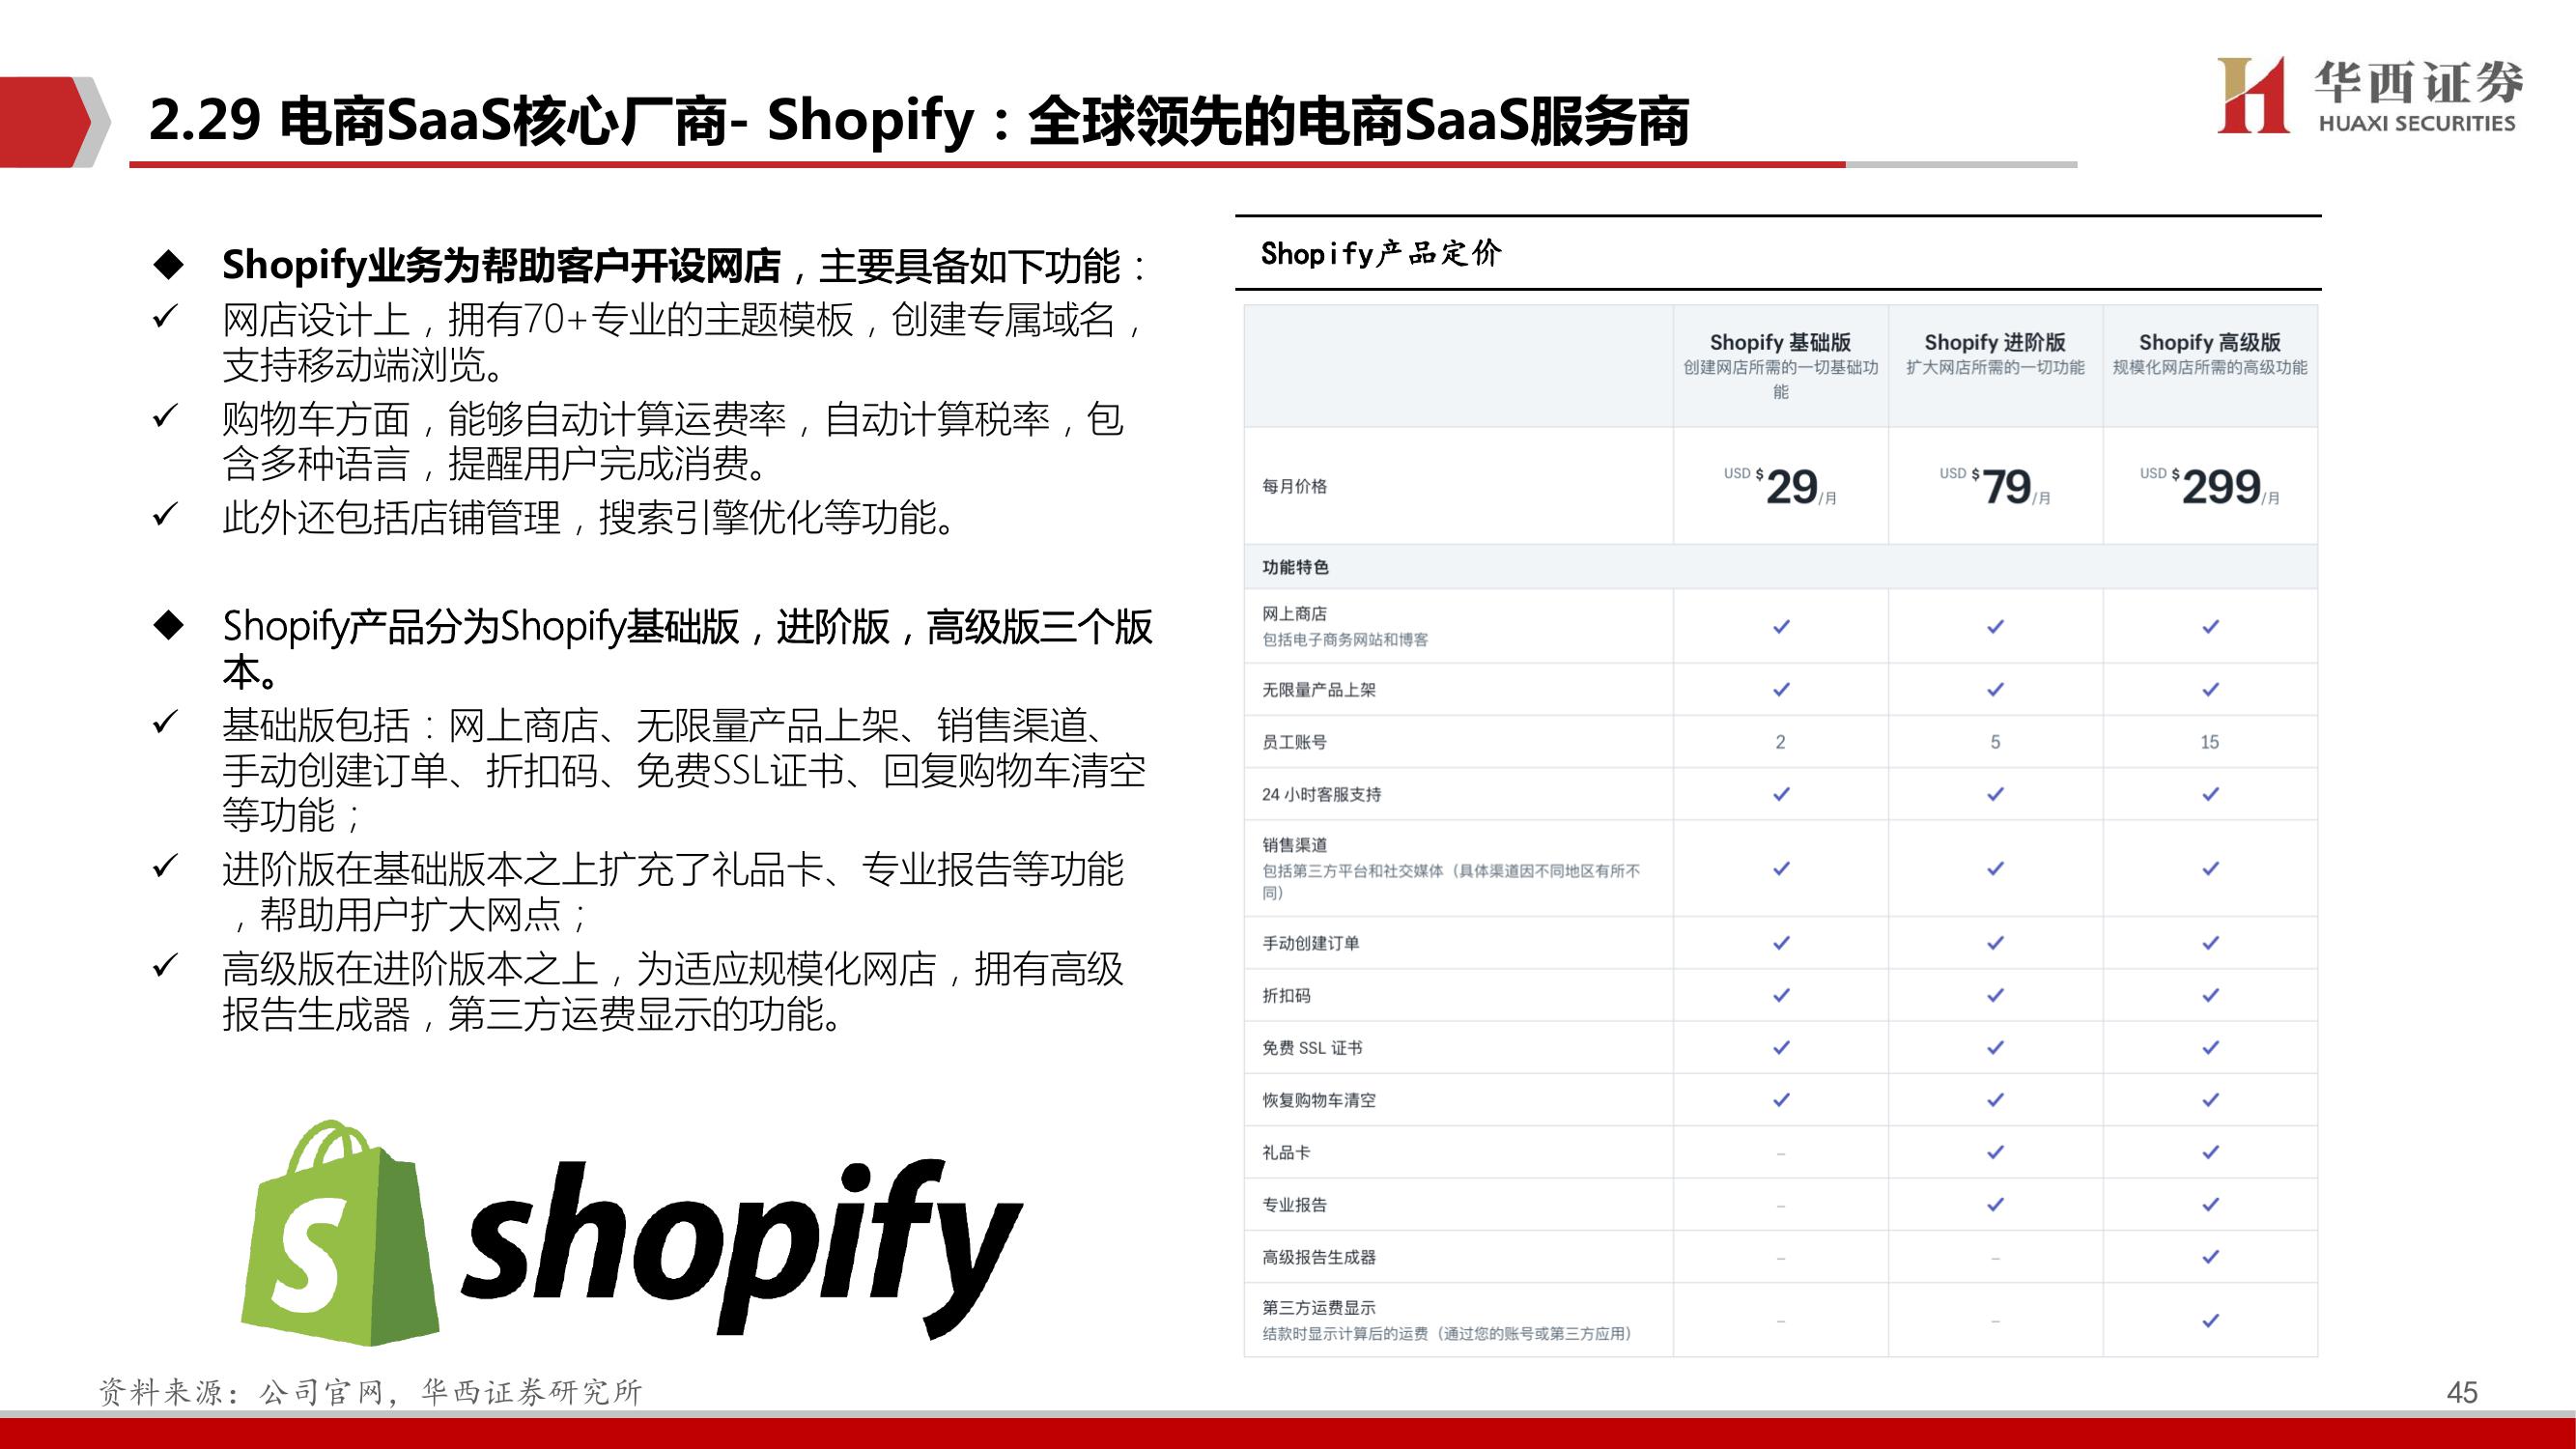 2.29 电商SaaS核心厂商- Shopify：全球领先的电商SaaS服务商
华西证券
HUAXI SECURITIES
◆ Shopify业务为帮助客户开设网店，主要具备如下功能：
✓ 网店设计上，拥有70+专业的主题模板，创建专属域名，
支持移动端浏览。
✓ 购物车方面，能够自动计算运费率，自动计算税率，包
含多种语言，提醒用户完成消费。
✓ 此外还包括店铺管理，搜索引擎优化等功能。
◆ Shopify产品分为Shopify基础版，进阶版，高级版三个版
本。
✓ 基础版包括：网上商店、无限量产品上架、销售渠道、
手动创建订单、折扣码、免费SSL证书、回复购物车清空
等功能；
✓ 进阶版在基础版本之上扩充了礼品卡、专业报告等功能
，帮助用户扩大网点；
✓ 高级版在进阶版本之上，为适应规模化网店，拥有高级
报告生成器，第三方运费显示的功能。
S shopify
Shopify产品定价
Shopify 基础版 Shopify 进阶版 Shopify 高级版
创建网店所需的一切基础功 扩大网店所需的一切功能 规模化网店所需的高级功能
能
每月价格 USD $29/月 USD $79/月 USD $299/月
功能特色
网上商店
包括电子商务网站和博客 ✓ ✓ ✓
无限量产品上架 ✓ ✓ ✓
员工账号 2 5 15
24 小时客服支持 ✓ ✓ ✓
销售渠道
包括第三方平台和社交媒体（具体渠道因不同地区有所不 ✓ ✓ ✓
同）
手动创建订单 ✓ ✓ ✓
折扣码 ✓ ✓ ✓
免费 SSL 证书 ✓ ✓ ✓
恢复购物车清空 ✓ ✓ ✓
礼品卡 – ✓ ✓
专业报告 – ✓ ✓
高级报告生成器 – – ✓
第三方运费显示
结款时显示计算后的运费（通过您的账号或第三方应用） – – ✓
资料来源：公司官网，华西证券研究所
45